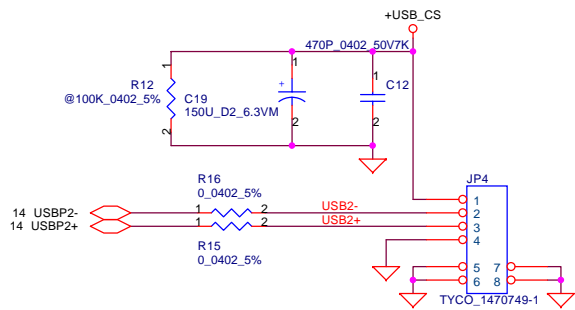 +USB_CS
470P_0402_50V7K
1
1
1
R12
@100K_0402_5%
C19
150U_D2_6.3VM
+
C12
2
2
2
R16
0_0402_5%
JP4
14 USBP2-
1
2
USB2-
14 USBP2+
1
2
USB2+
R15
0_0402_5%
1
2
3
4
5
7
6
8
TYCO_1470749-1